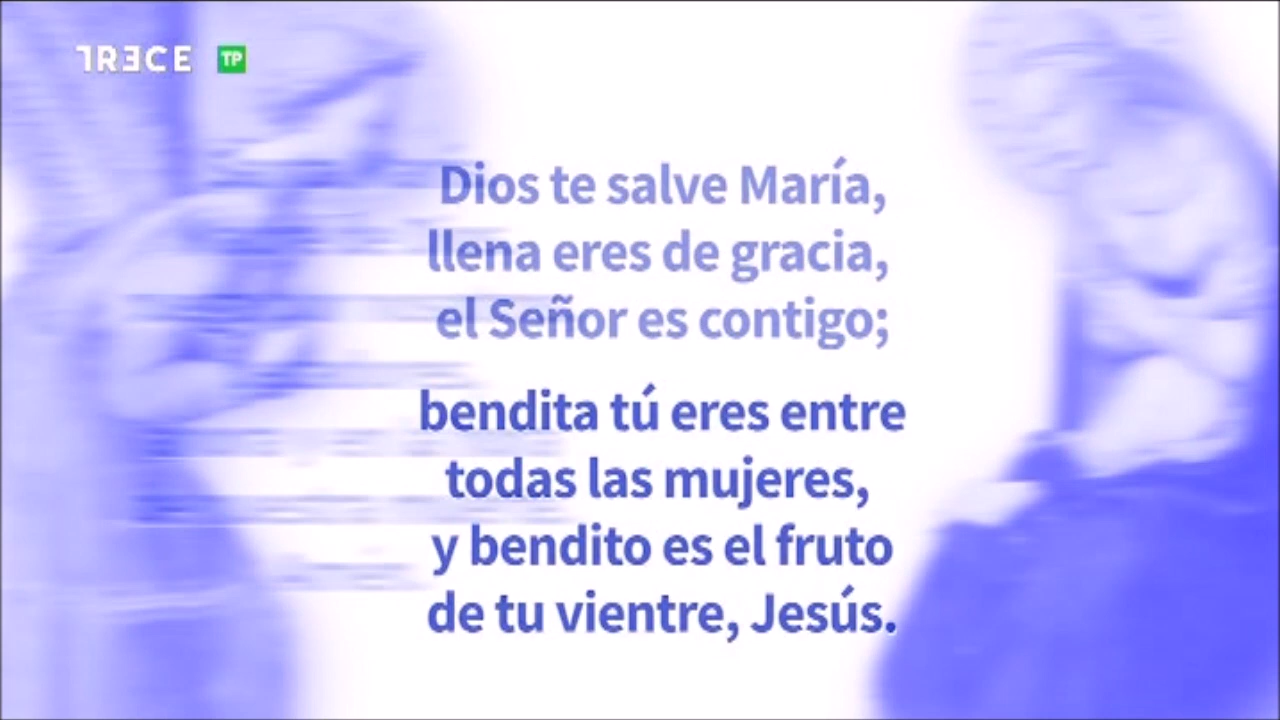 TRECE TP
Dios te salve María,
llena eres de gracia,
el Señor es contigo;
bendita tú eres entre
todas las mujeres,
y bendito es el fruto
de tu vientre, Jesús.